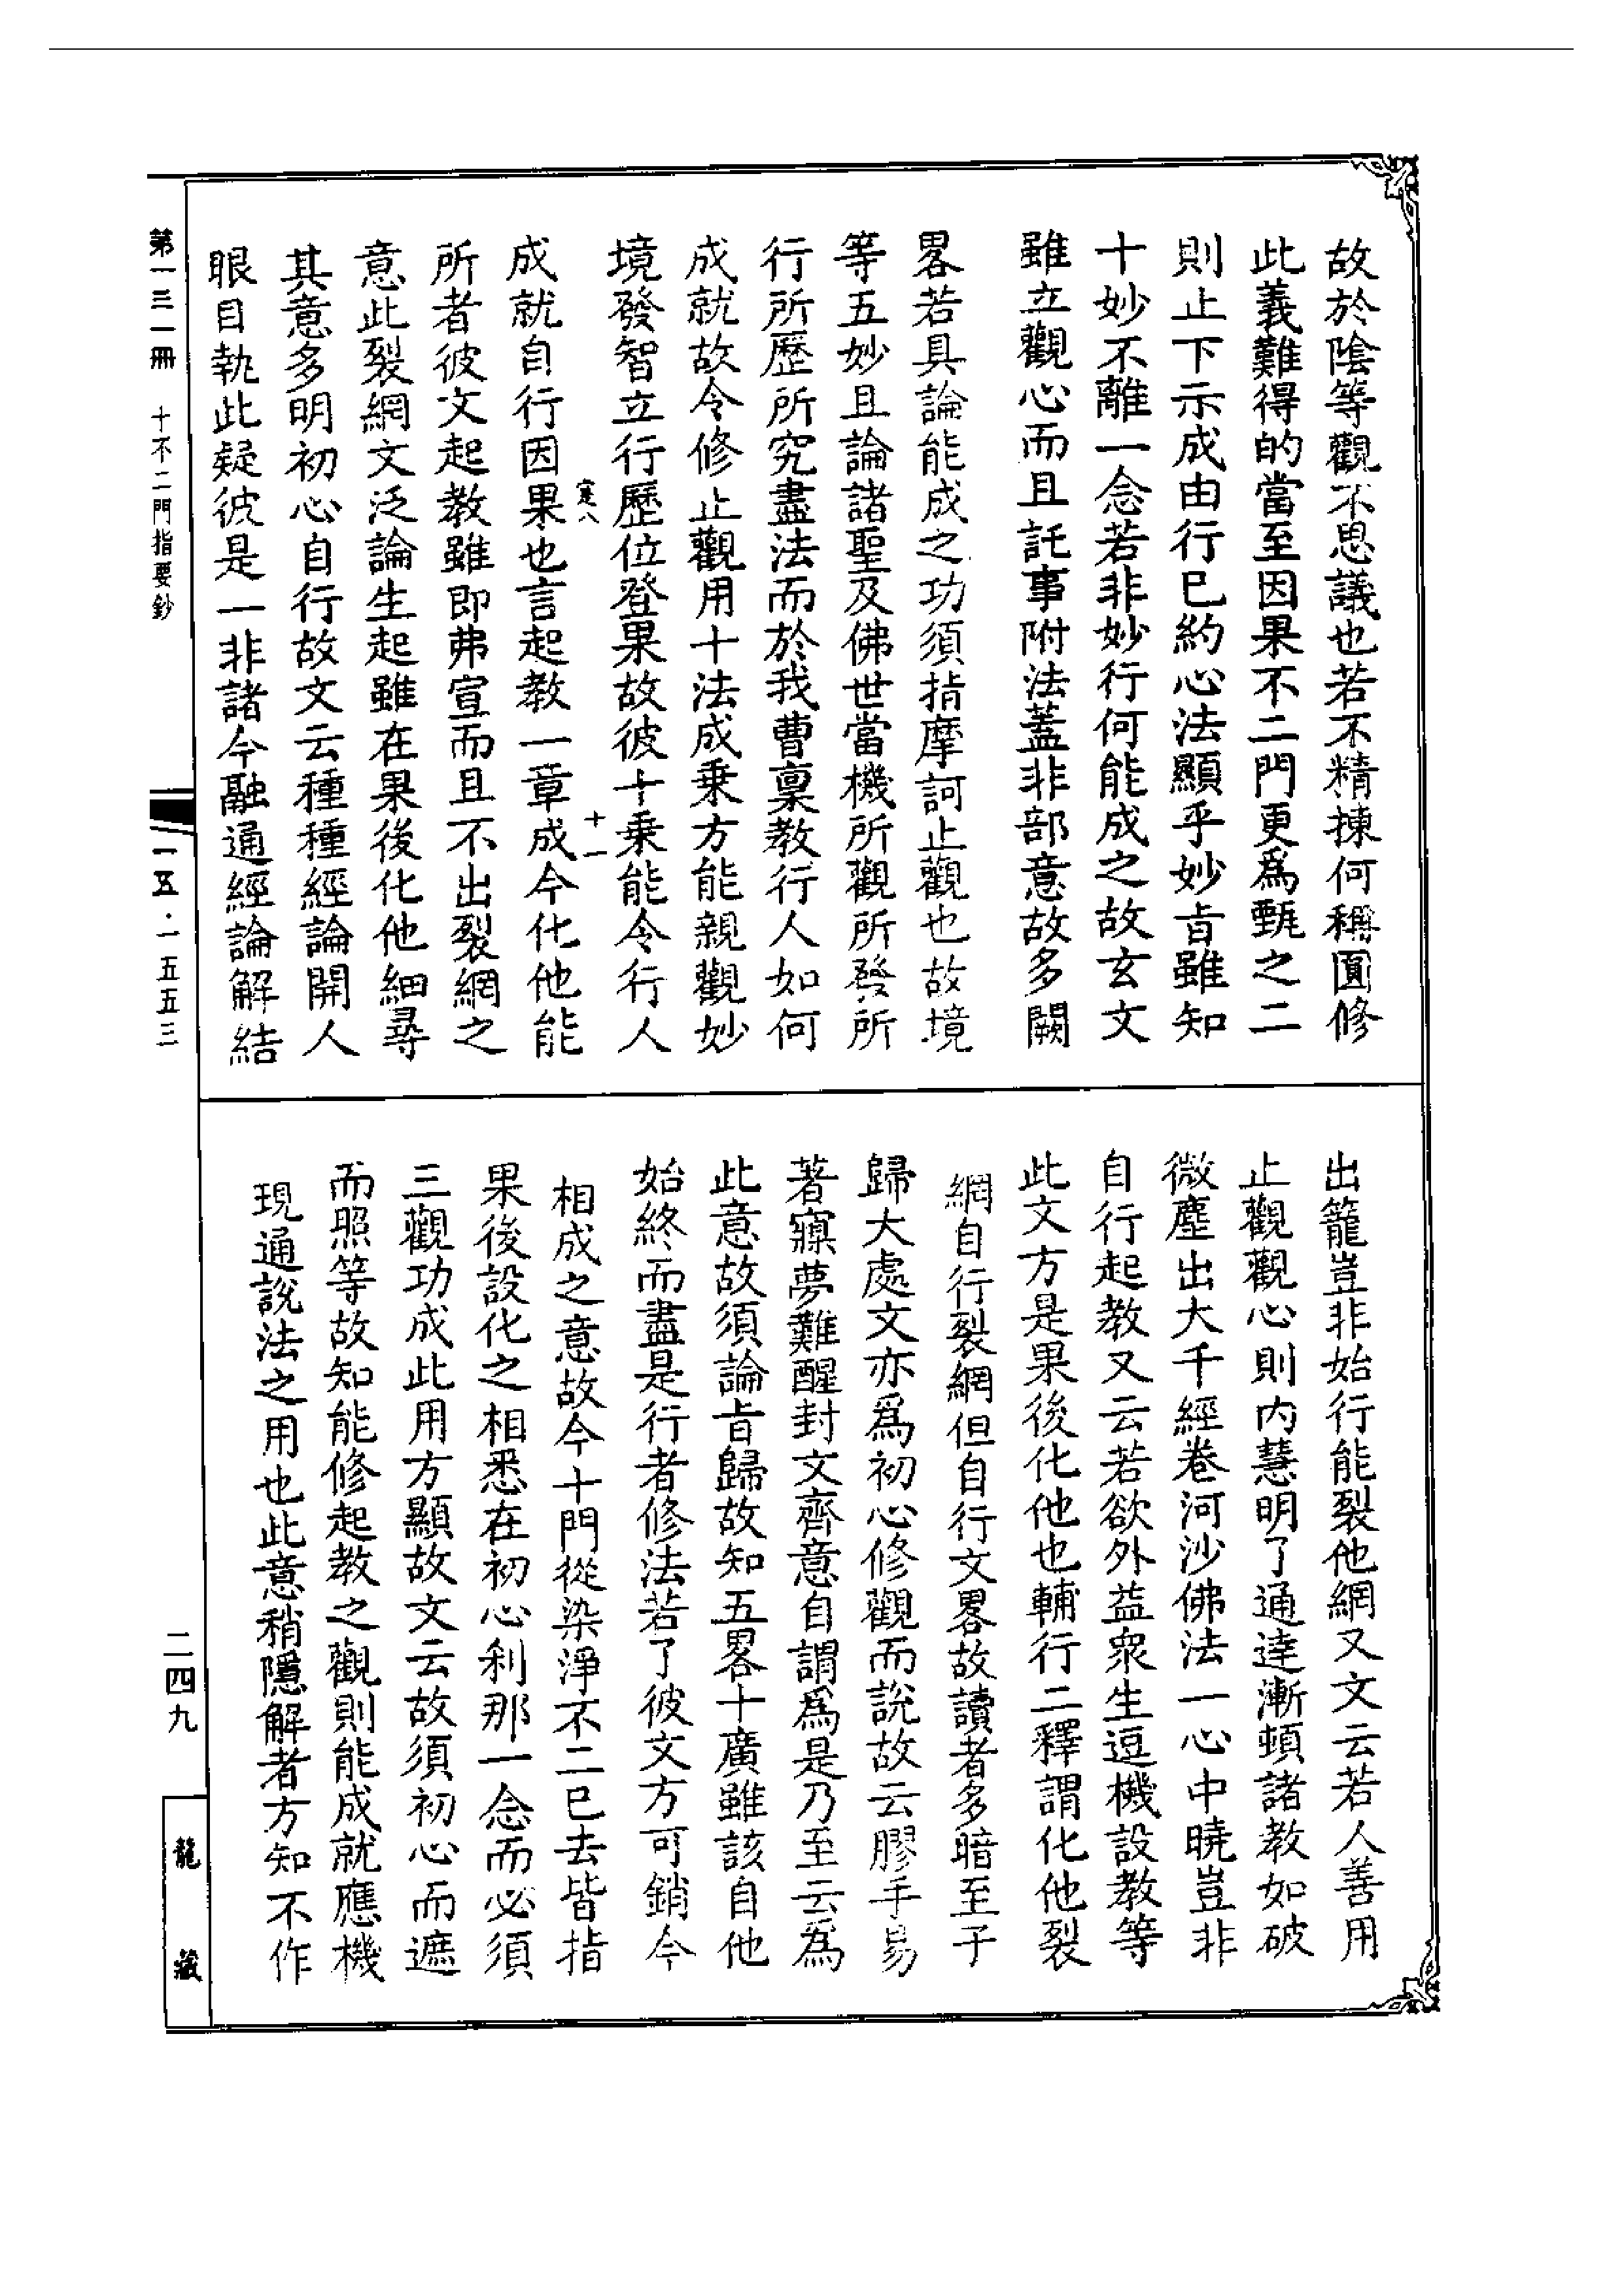 故於陰等觀不思議也若不精揀何稱圓修
此義難得的當至因果不二門更爲甄之二
則止下示成由行已約心法顯乎妙旨雖知
十妙不離一念若非妙行何能成之故玄文
雖立觀心而且託事附法蓋非部意故多闕
畧若具論能成之功須指摩訶止觀也故境
等五妙且論諸聖及佛世當機所觀所發所
行所歷所究盡法而於我曹稟教行人如何
成就故令修止觀用十法成乘方能親觀妙
境發智立行歷位登果故彼十乘能令行人
寔八
十一
成就自行因果也言起教一章成今化他能
所者彼文起教雖即弗宣而且不出裂網之
意此裂網文泛論生起雖在果後化他細尋
其意多明初心自行故文云種種經論開人
眼目執此疑彼是一非諸今融通經論解結
出籠豈非始行能裂他網又文云若人善用
止觀觀心則內慧明了通達漸頓諸教如破
微塵出大千經卷河沙佛法一心中曉豈非
自行起教又云若欲外益衆生逗機設教等
此文方是果後化他也輔行二釋謂化他裂
網自行裂網但自行文畧故讀者多暗至于
歸大處文亦爲初心修觀而說故云膠手易
著寱夢難醒封文齊意自謂爲是乃至云爲
此意故須論旨歸故知五畧十廣雖該自他
始終而盡是行者修法若了彼文方可銷今
相成之意故今十門從染淨不二已去皆指
果後設化之相悉在初心刹那一念而必須
三觀功成此用方顯故文云故須初心而遮
而照等故知能修起教之觀則能成就應機
現通說法之用也此意稍隱解者方知不作
第一三一冊　十不二門指要鈔
一五·一五五三
二四九
龍藏